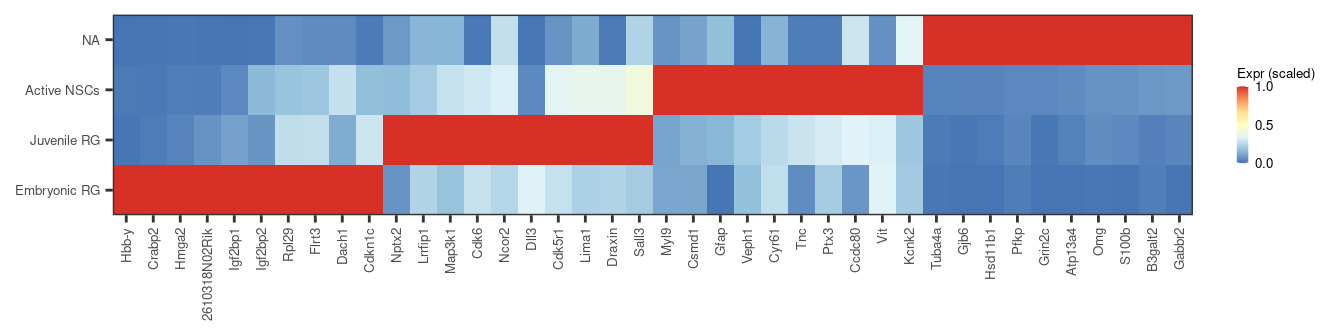 NA
Active NSCs
Juvenile RG
Embryonic RG
Hbb-y
Crabp2
Hmga2
2610318N02Rik
Igf2bp1
Igf2bp2
Rpl29
Flrt3
Dach1
Cdkn1c
Nptx2
Lrrfip1
Map3k1
Cdk6
Ncor2
Dll3
Cdk5r1
Lima1
Draxin
Sall3
Myl9
Csmd1
Gfap
Veph1
Cyr61
Tnc
Ptx3
Ccdc80
Vit
Kcnk2
Tuba4a
Gjb6
Hsd11b1
Pfkp
Grin2c
Atp13a4
Omg
S100b
B3galt2
Gabbr2
Expr (scaled)
1.0
0.5
0.0